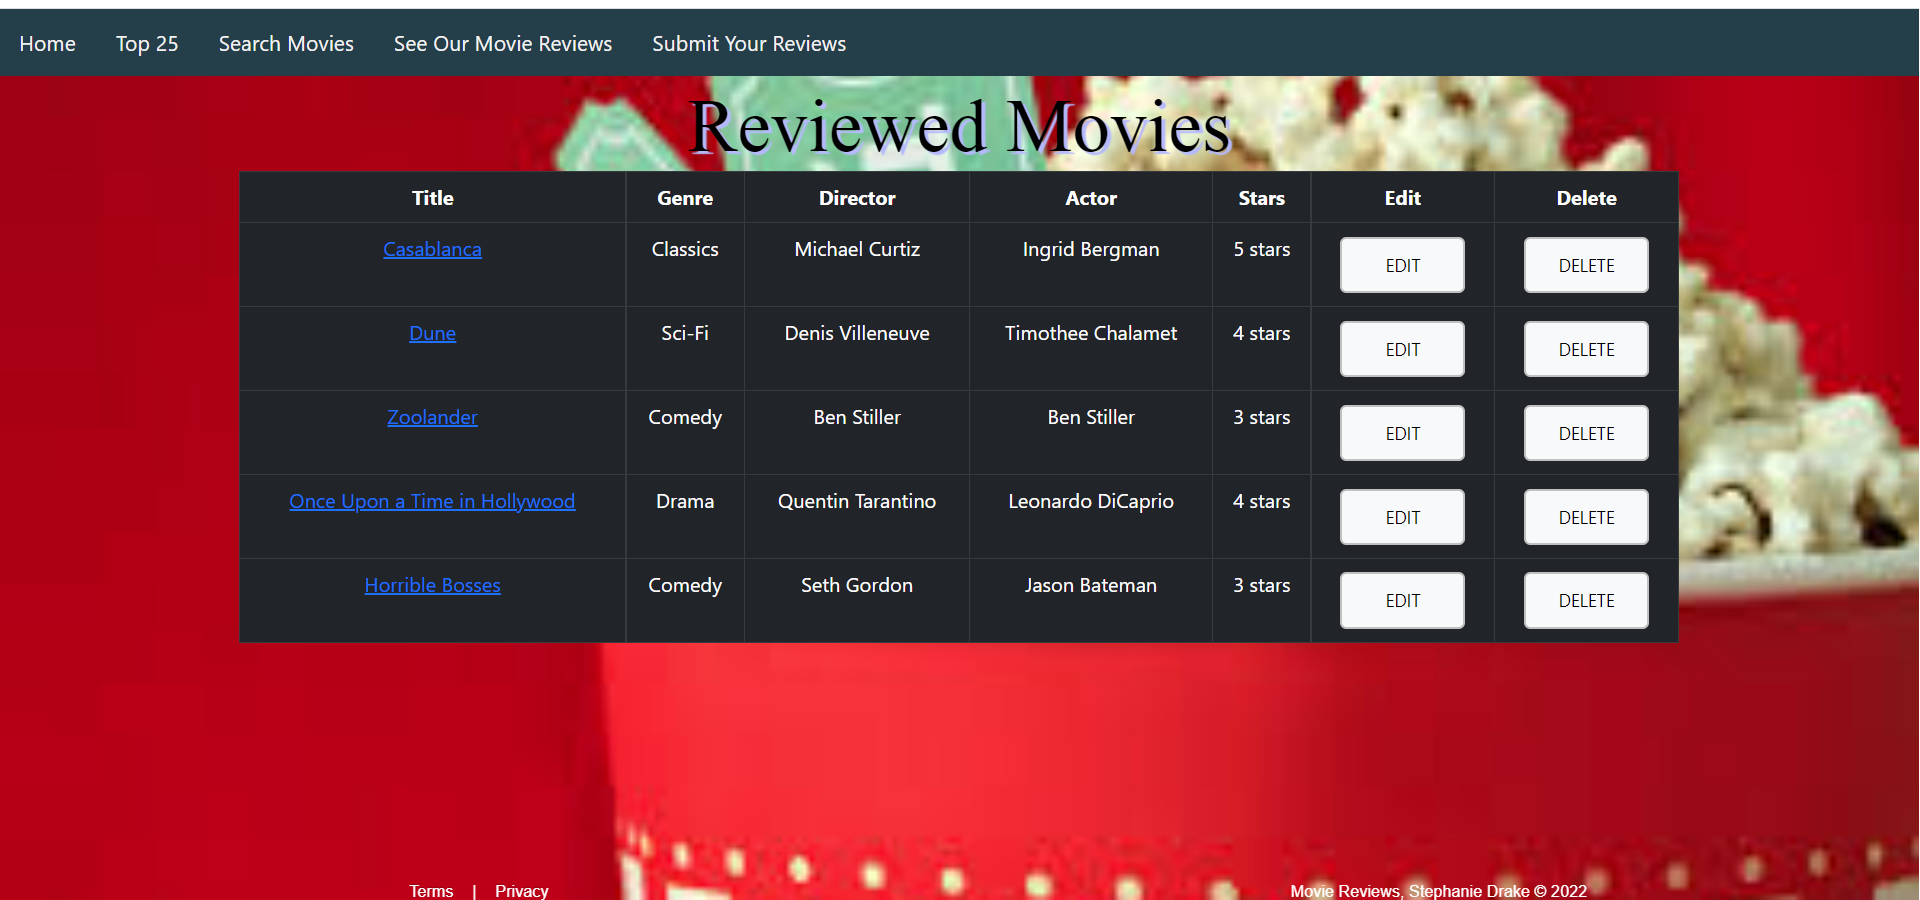 Home Top 25 Search Movies See Our Movie Reviews Submit Your Reviews
Reviewed Movies
Title Genre Director Actor Stars Edit Delete
Casablanca Classics Michael Curtiz Ingrid Bergman 5 stars EDIT DELETE
Dune Sci-Fi Denis Villeneuve Timothee Chalamet 4 stars EDIT DELETE
Zoolander Comedy Ben Stiller Ben Stiller 3 stars EDIT DELETE
Once Upon a Time in Hollywood Drama Quentin Tarantino Leonardo DiCaprio 4 stars EDIT DELETE
Horrible Bosses Comedy Seth Gordon Jason Bateman 3 stars EDIT DELETE
Terms | Privacy Movie Reviews, Stephanie Drake © 2022